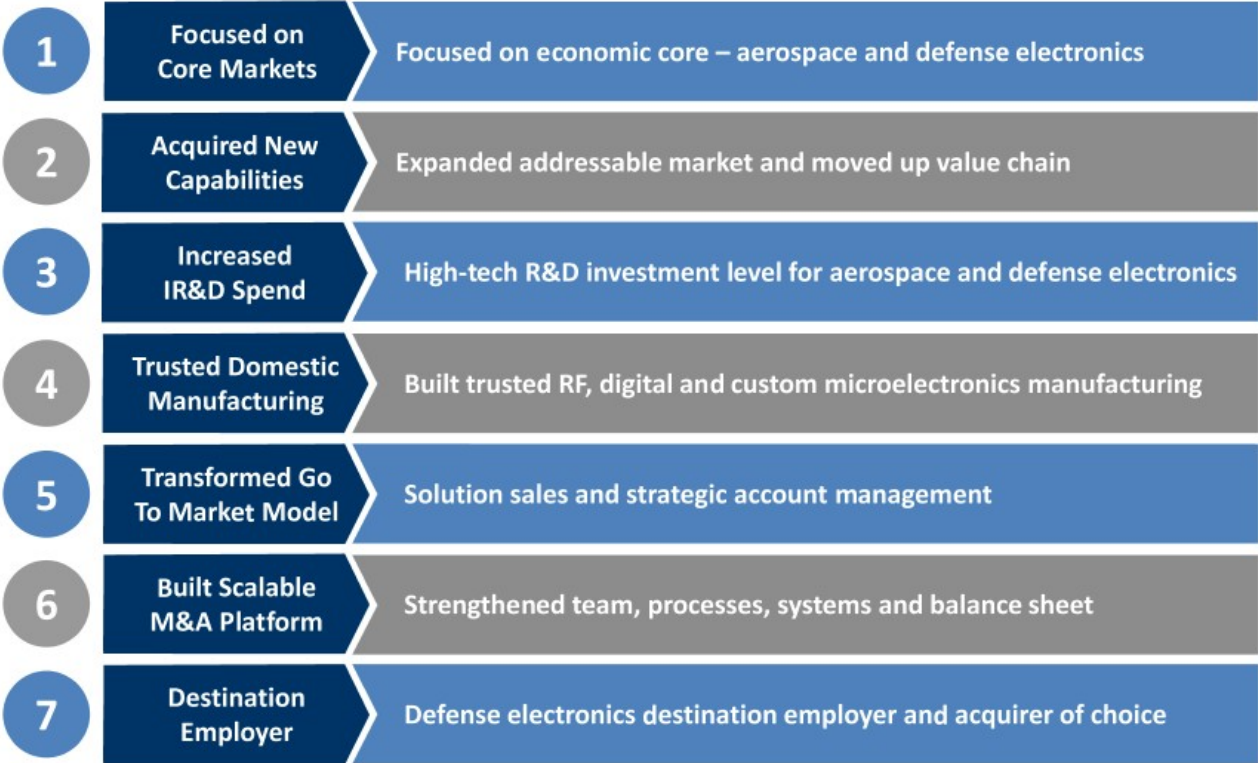 1
Focused on
Core Markets
Focused on economic core – aerospace and defense electronics
2
Acquired New
Capabilities
Expanded addressable market and moved up value chain
3
Increased
IR&D Spend
High-tech R&D investment level for aerospace and defense electronics
4
Trusted Domestic
Manufacturing
Built trusted RF, digital and custom microelectronics manufacturing
5
Transformed Go
To Market Model
Solution sales and strategic account management
6
Built Scalable
M&A Platform
Strengthened team, processes, systems and balance sheet
7
Destination
Employer
Defense electronics destination employer and acquirer of choice